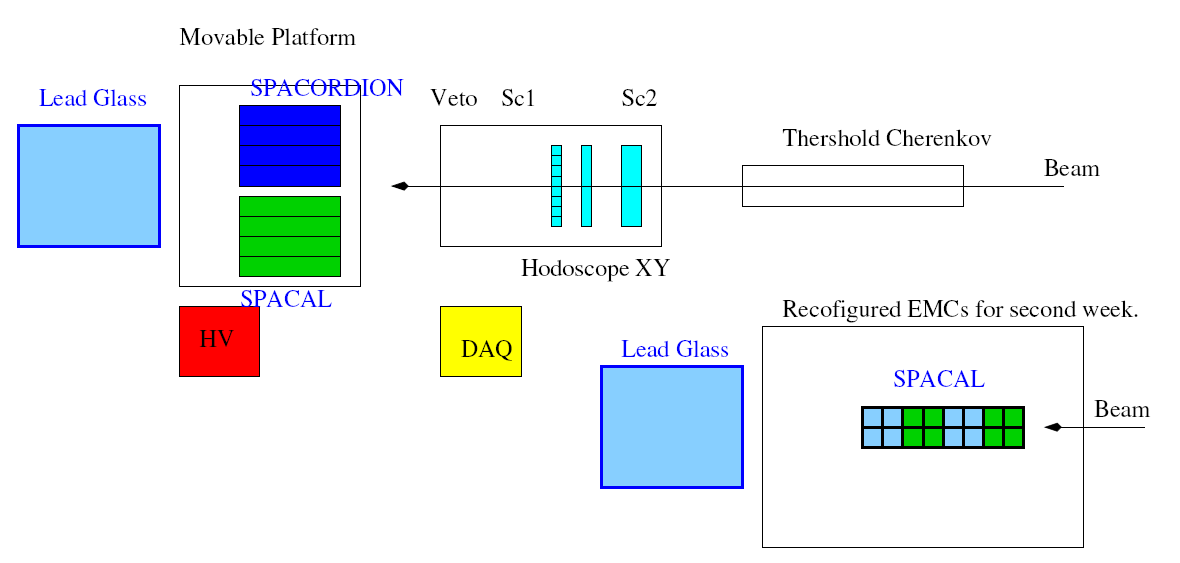 Movable Platform
SPACORDION
Lead Glass
Veto Sc1 Sc2
Thershold Cherenkov
Beam
Hodoscope XY
SPACAL
HV
DAQ
Recofigured EMCs for second week.
Lead Glass
SPACAL
Beam